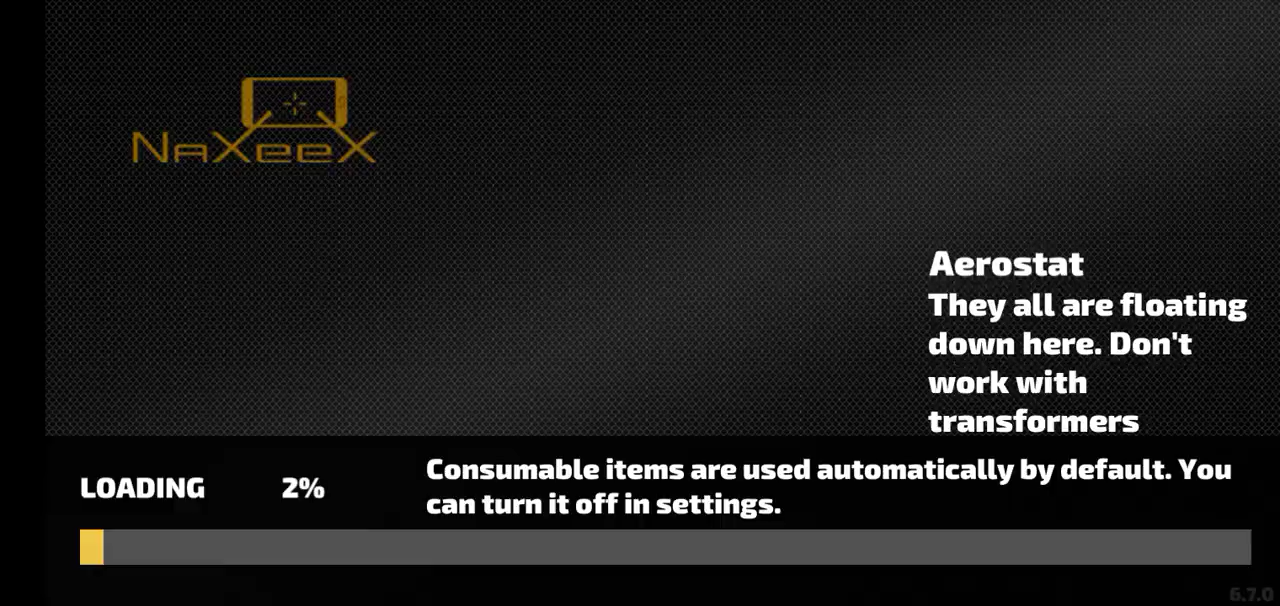 NaXeeX
Aerostat
They all are floating
down here. Don't
work with
transformers
LOADING 2%
Consumable items are used automatically by default. You
can turn it off in settings.
6.7.0